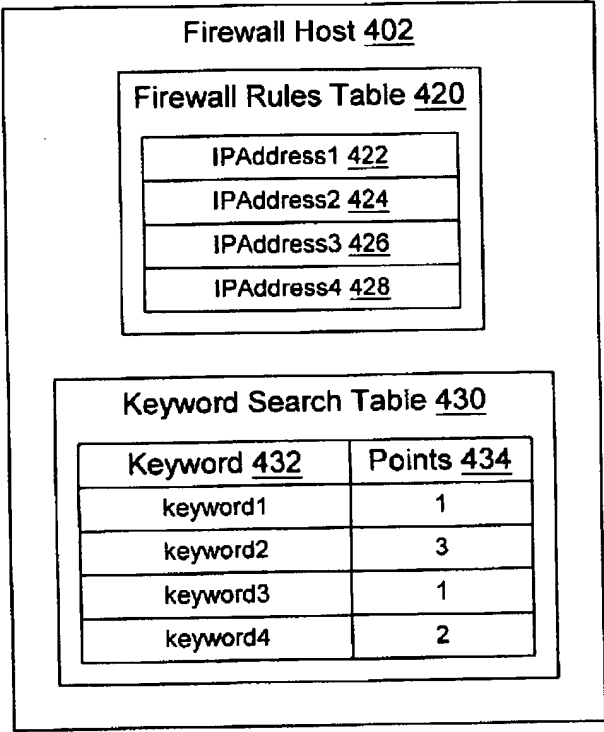 Firewall Host 402
Firewall Rules Table 420
IPAddress1 422
IPAddress2 424
IPAddress3 426
IPAddress4 428
Keyword Search Table 430
Keyword 432 Points 434
keyword1 1
keyword2 3
keyword3 1
keyword4 2